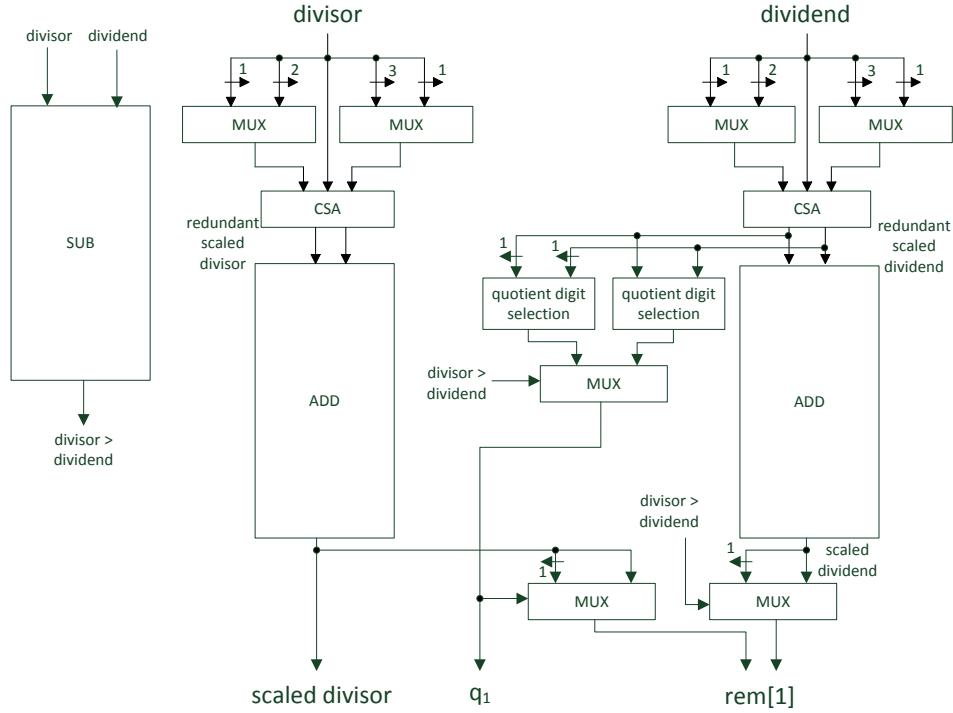 divisor
dividend
divisor
dividend
1
2
3
1
1
2
3
1
MUX
MUX
MUX
MUX
CSA
CSA
redundant
scaled
divisor
redundant
scaled
dividend
SUB
1
1
quotient digit
selection
quotient digit
selection
divisor >
dividend
MUX
ADD
ADD
divisor >
dividend
divisor >
dividend
1
scaled
dividend
1
MUX
MUX
scaled divisor
q1
rem[1]